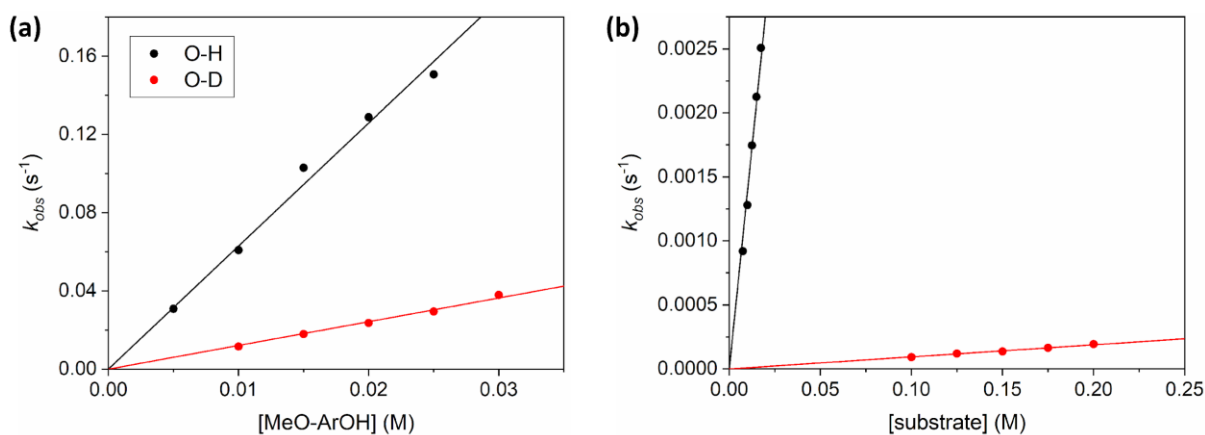 (a)
O-H
O-D
0.16
0.12
0.08
0.04
0.00
k_obs (s⁻¹)
0.00 0.01 0.02 0.03
[MeO-ArOH] (M)
(b)
0.0025
0.0020
0.0015
0.0010
0.0005
0.0000
k_obs (s⁻¹)
0.00 0.05 0.10 0.15 0.20 0.25
[substrate] (M)